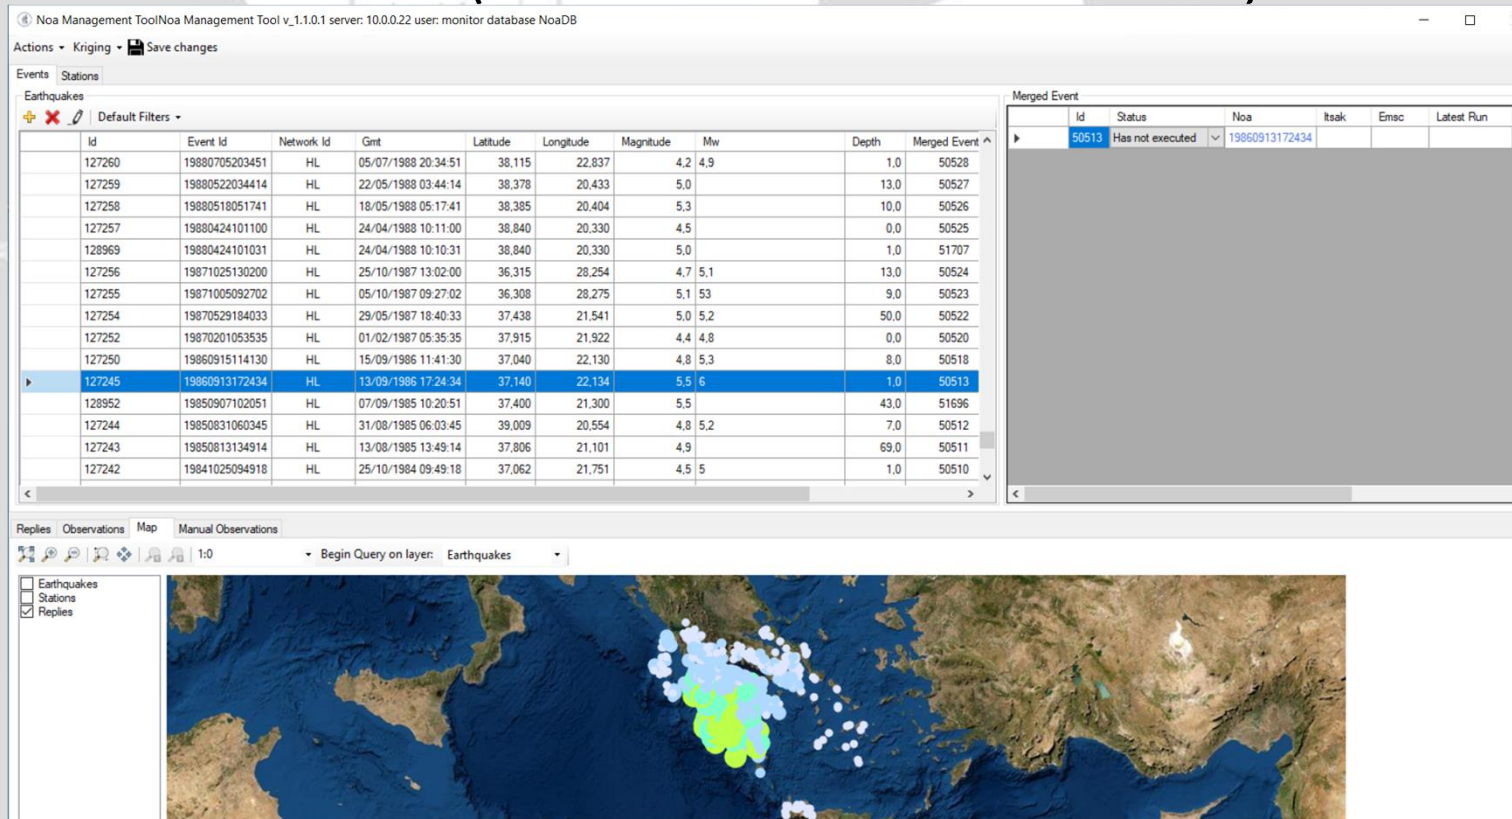 Noa Management ToolNoa Management Tool v_1.1.0.1 server: 10.0.0.22 user: monitor database NoaDB
Actions Kriging Save changes
Events Stations
Earthquakes
Default Filters
Id Event Id Network Id Gmt Latitude Longitude Magnitude Mw Depth Merged Event
127260 19880705203451 HL 05/07/1988 20:34:51 38,115 22,837 4,2 4,9 1,0 50528
127259 19880522034414 HL 22/05/1988 03:44:14 38,378 20,433 5,0 13,0 50527
127258 19880518051741 HL 18/05/1988 05:17:41 38,385 20,404 5,3 10,0 50526
127257 19880424101100 HL 24/04/1988 10:11:00 38,840 20,330 4,5 0,0 50525
128969 19880424101031 HL 24/04/1988 10:10:31 38,840 20,330 5,0 1,0 51707
127256 19871025130200 HL 25/10/1987 13:02:00 36,315 28,254 4,7 5,1 13,0 50524
127255 19871005092702 HL 05/10/1987 09:27:02 36,308 28,275 5,1 53 9,0 50523
127254 19870529184033 HL 29/05/1987 18:40:33 37,438 21,541 5,0 5,2 50,0 50522
127252 19870201053535 HL 01/02/1987 05:35:35 37,915 21,922 4,4 4,8 0,0 50520
127250 19860915114130 HL 15/09/1986 11:41:30 37,040 22,130 4,8 5,3 8,0 50518
127245 19860913172434 HL 13/09/1986 17:24:34 37,140 22,134 5,5 6 1,0 50513
128952 19850907102051 HL 07/09/1985 10:20:51 37,400 21,300 5,5 43,0 51696
127244 19850831060345 HL 31/08/1985 06:03:45 39,009 20,554 4,8 5,2 7,0 50512
127243 19850813134914 HL 13/08/1985 13:49:14 37,806 21,101 4,9 69,0 50511
127242 19841025094918 HL 25/10/1984 09:49:18 37,062 21,751 4,5 5 1,0 50510
Merged Event
Id Status Noa Itsak Emsc Latest Run
50513 Has not executed 19860913172434
Replies Observations Map Manual Observations
1:0 Begin Query on layer: Earthquakes
Earthquakes
Stations
Replies